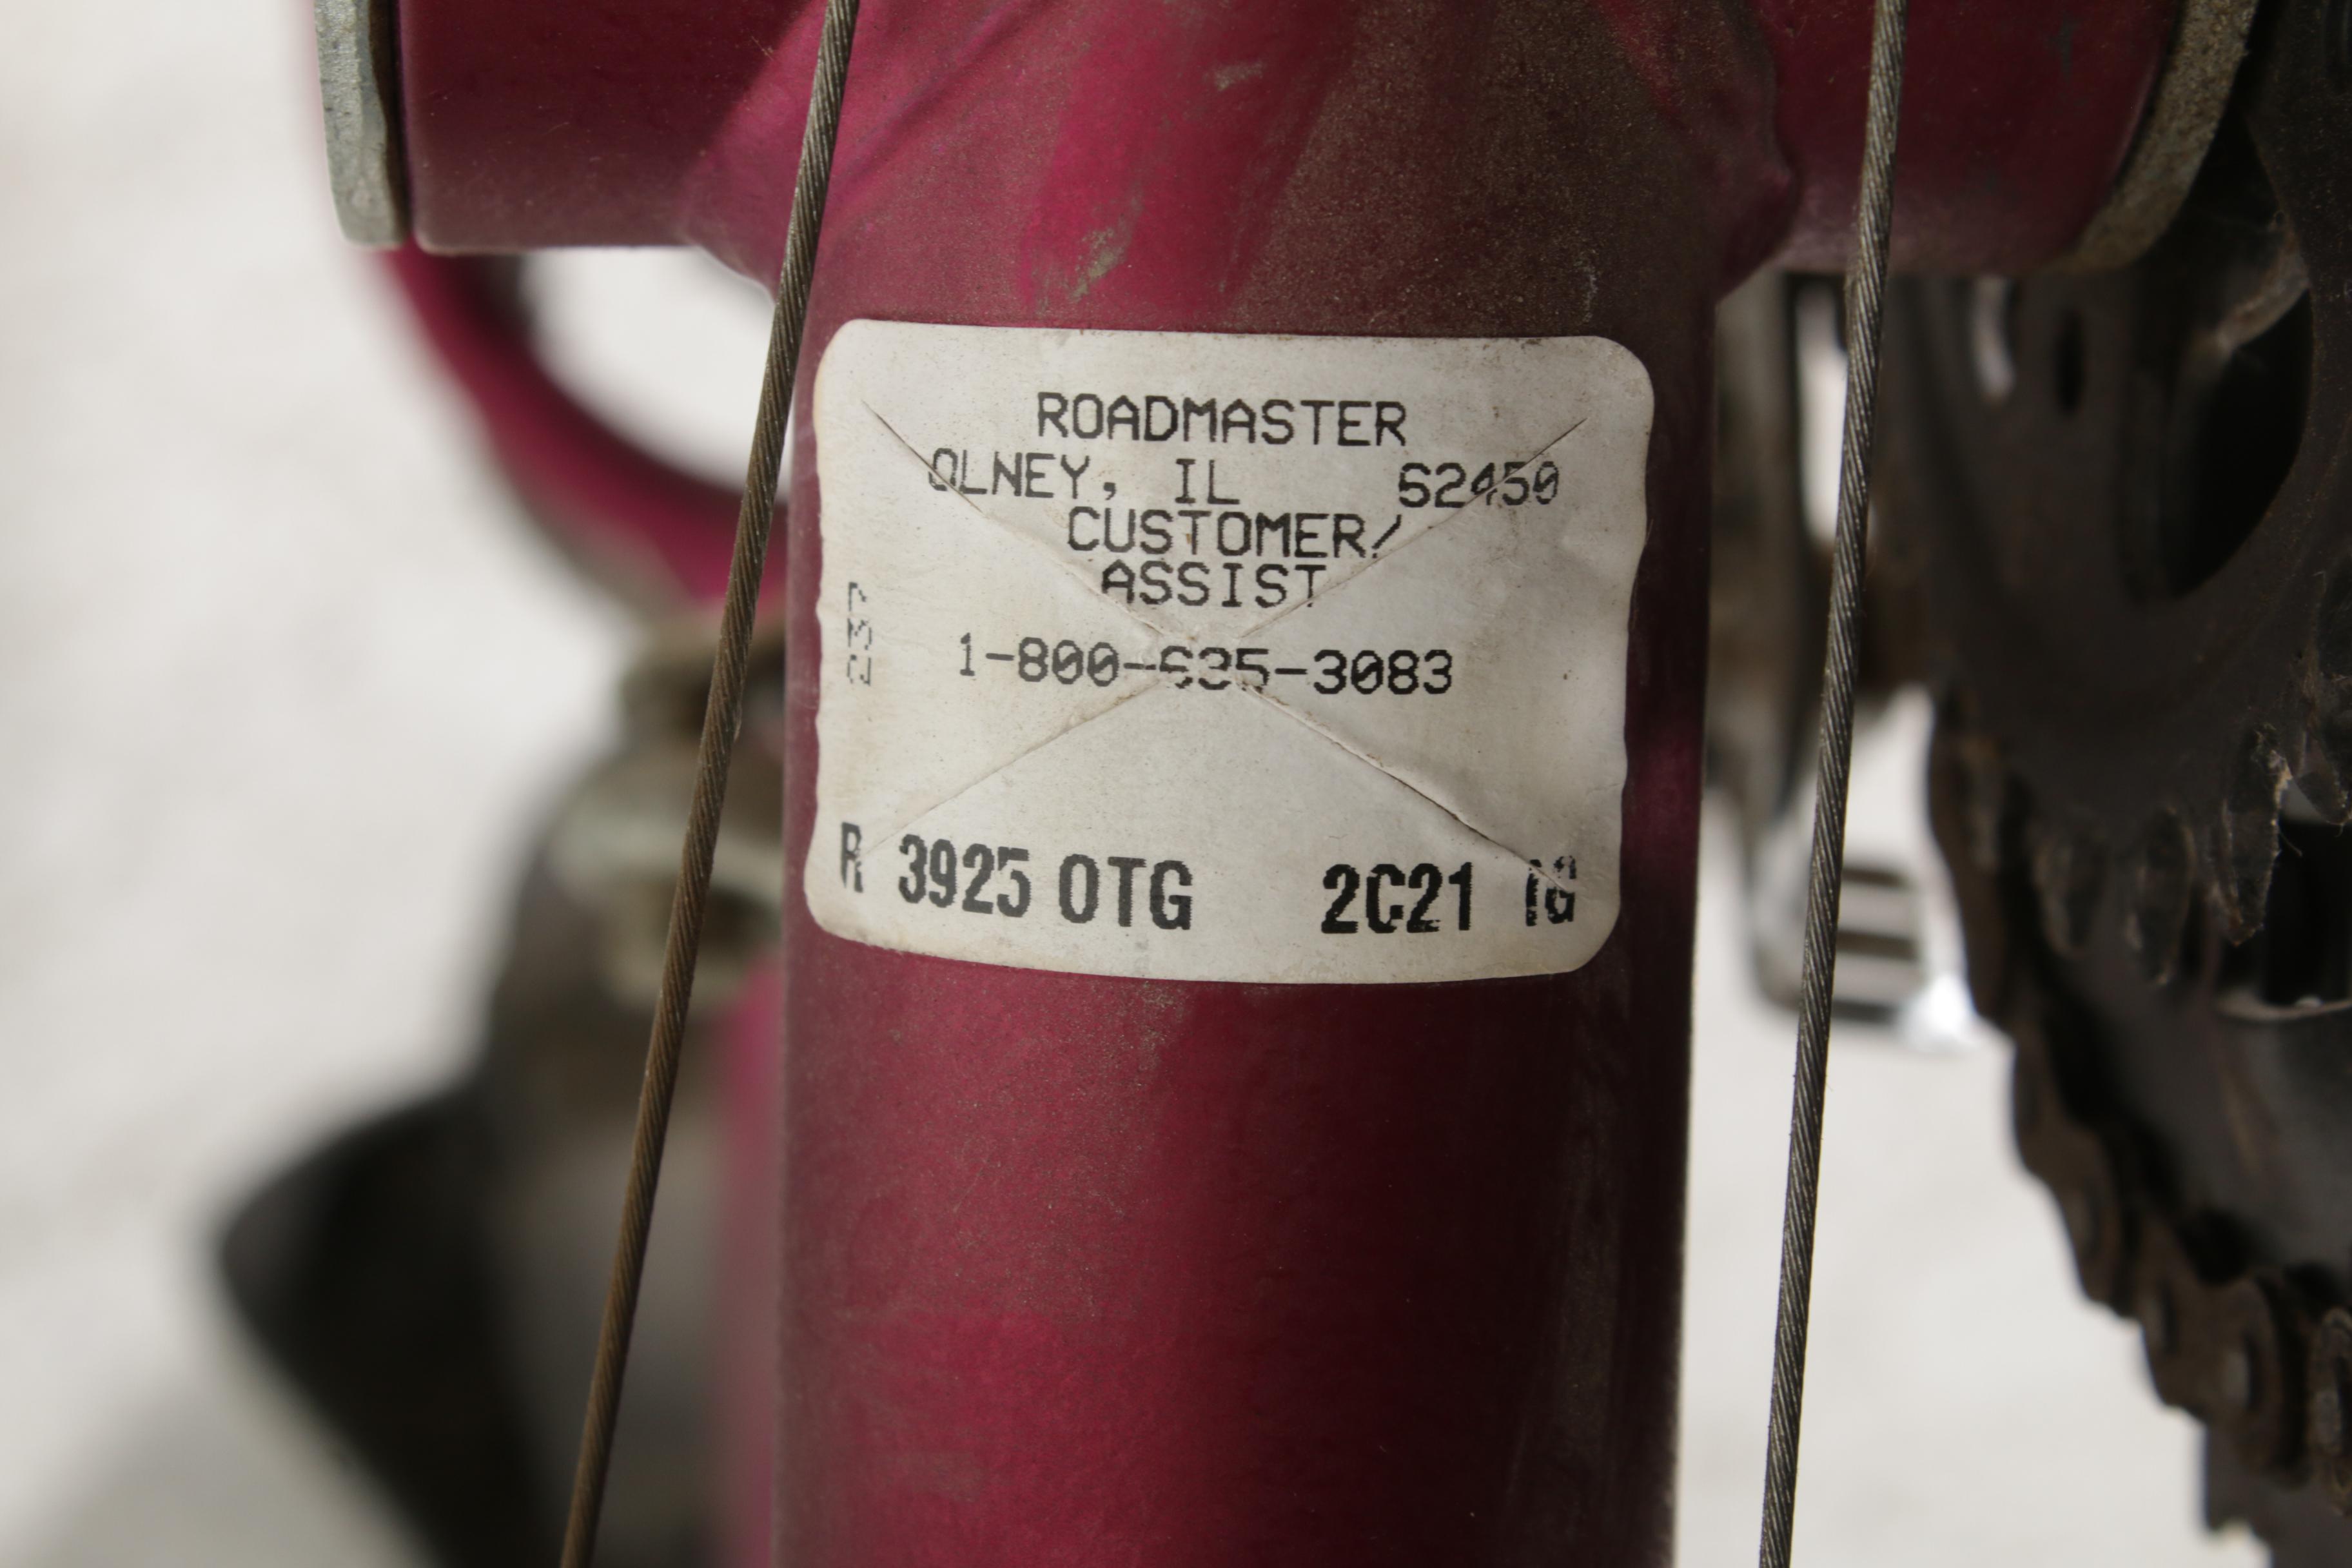 ROADMASTER
OLNEY, IL 62450
CUSTOMER/
ASSIST
237
1-800-635-3083
R 3925 OTG 2C21